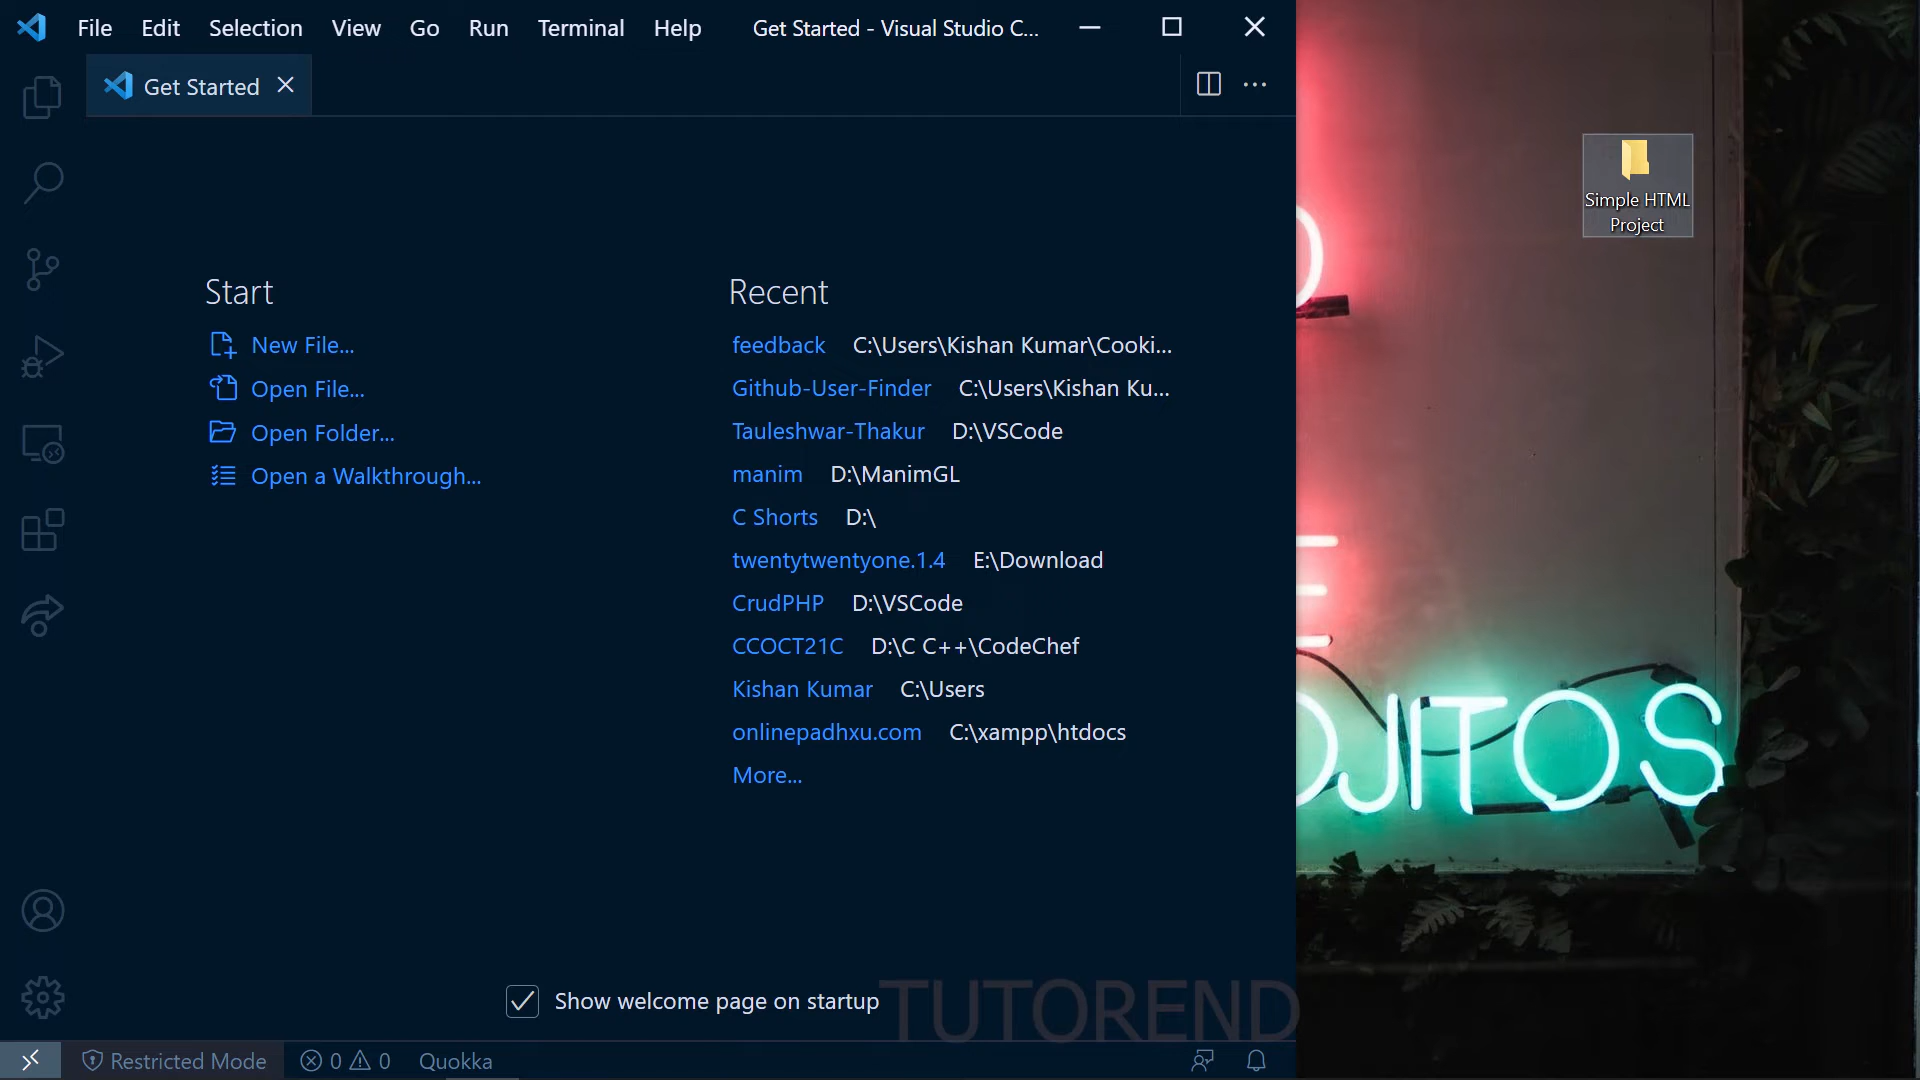 File Edit Selection View Go Run Terminal Help Get Started - Visual Studio C...
Get Started
Simple HTML
Project
Start
New File...
Open File...
Open Folder...
Open a Walkthrough...
Recent
feedback C:\Users\Kishan Kumar\Cooki...
Github-User-Finder C:\Users\Kishan Ku...
Tauleshwar-Thakur D:\VSCode
manim D:\ManimGL
C Shorts D:\
twentytwentyone.1.4 E:\Download
CrudPHP D:\VSCode
CCOCT21C D:\C C++\CodeChef
Kishan Kumar C:\Users
onlinepadhxu.com C:\xampp\htdocs
More...
OJITOS
Show welcome page on startup
TUTOREND
Restricted Mode 0 0 Quokka